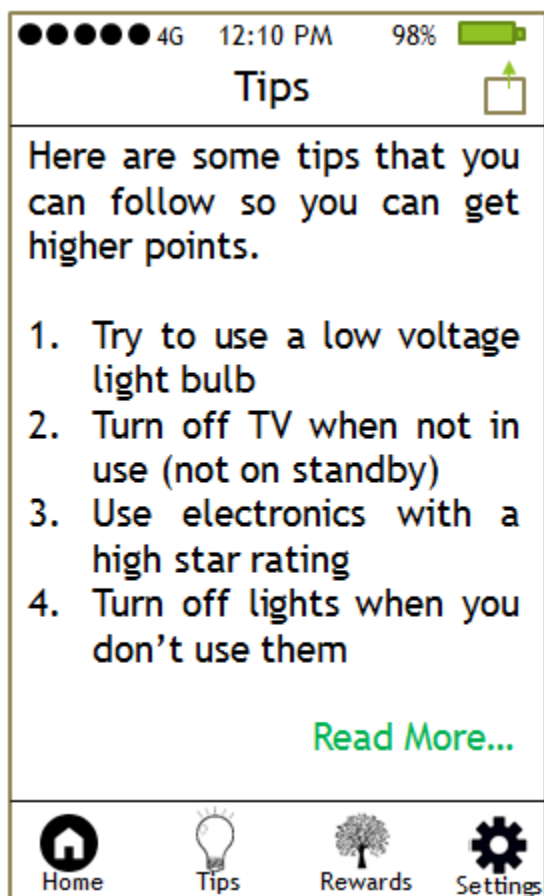 4G 12:10 PM 98%
Tips
Here are some tips that you
can follow so you can get
higher points.
1. Try to use a low voltage
light bulb
2. Turn off TV when not in
use (not on standby)
3. Use electronics with a
high star rating
4. Turn off lights when you
don’t use them
Read More...
Home Tips Rewards Settings